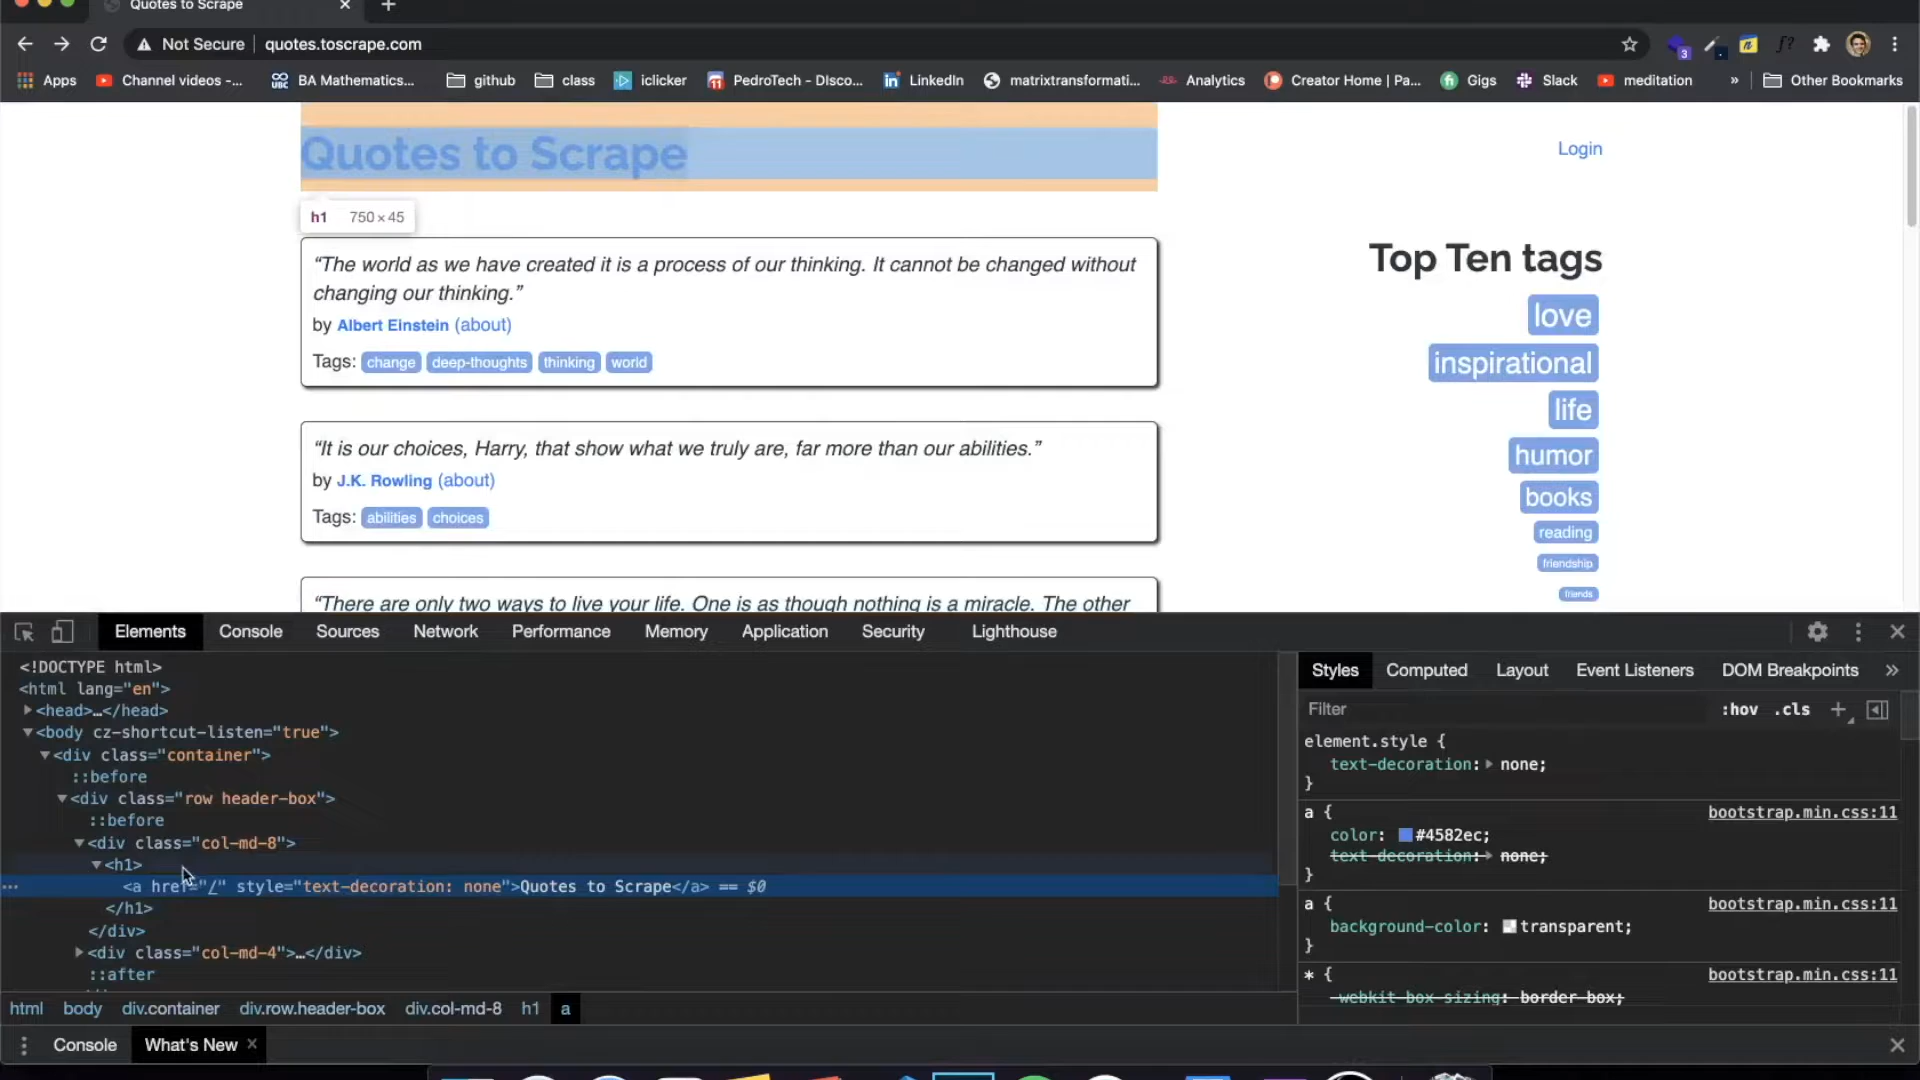 Quotes to Scrape
Not Secure quotes.toscrape.com
Apps Channel videos -... BA Mathematics... github class iclicker PedroTech - DIsco... LinkedIn matrixtransformati... Analytics Creator Home | Pa... Gigs Slack meditation » Other Bookmarks
Quotes to Scrape
Login
h1 750 × 45
“The world as we have created it is a process of our thinking. It cannot be changed without
changing our thinking.”
by Albert Einstein (about)
Tags: change deep-thoughts thinking world
“It is our choices, Harry, that show what we truly are, far more than our abilities.”
by J.K. Rowling (about)
Tags: abilities choices
“There are only two ways to live your life. One is as though nothing is a miracle. The other
Top Ten tags
love
inspirational
life
humor
books
reading
friendship
friends
Elements Console Sources Network Performance Memory Application Security Lighthouse
<!DOCTYPE html>
<html lang="en">
<head>…</head>
<body cz-shortcut-listen="true">
<div class="container">
::before
<div class="row header-box">
::before
<div class="col-md-8">
<h1>
<a href="/" style="text-decoration: none">Quotes to Scrape</a> == $0
</h1>
</div>
<div class="col-md-4">…</div>
::after
html body div.container div.row.header-box div.col-md-8 h1 a
Styles Computed Layout Event Listeners DOM Breakpoints »
Filter :hov .cls +
element.style {
text-decoration: none;
}
a { bootstrap.min.css:11
color: #4582ec;
text-decoration: none;
}
a { bootstrap.min.css:11
background-color: transparent;
}
* { bootstrap.min.css:11
-webkit-box-sizing: border-box;
Console What's New